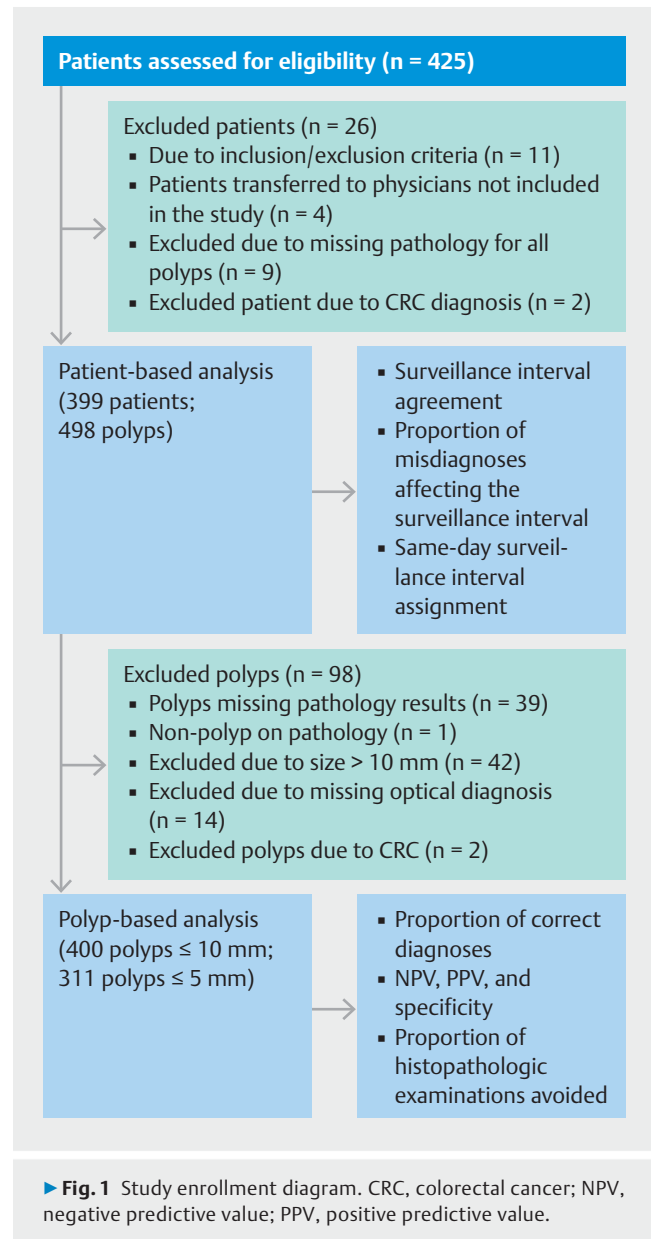 Patients assessed for eligibility (n = 425)
Excluded patients (n = 26)
▪ Due to inclusion/exclusion criteria (n = 11)
▪ Patients transferred to physicians not included
in the study (n = 4)
▪ Excluded due to missing pathology for all
polyps (n = 9)
▪ Excluded patient due to CRC diagnosis (n = 2)
Patient-based analysis
(399 patients;
498 polyps)
▪ Surveillance interval
agreement
▪ Proportion of
misdiagnoses
affecting the
surveillance interval
▪ Same-day surveil-
lance interval
assignment
Excluded polyps (n = 98)
▪ Polyps missing pathology results (n = 39)
▪ Non-polyp on pathology (n = 1)
▪ Excluded due to size > 10 mm (n = 42)
▪ Excluded due to missing optical diagnosis
(n = 14)
▪ Excluded polyps due to CRC (n = 2)
Polyp-based analysis
(400 polyps ≤ 10 mm;
311 polyps ≤ 5 mm)
▪ Proportion of correct
diagnoses
▪ NPV, PPV, and
specificity
▪ Proportion of
histopathologic
examinations avoided
▶ Fig. 1 Study enrollment diagram. CRC, colorectal cancer; NPV,
negative predictive value; PPV, positive predictive value.